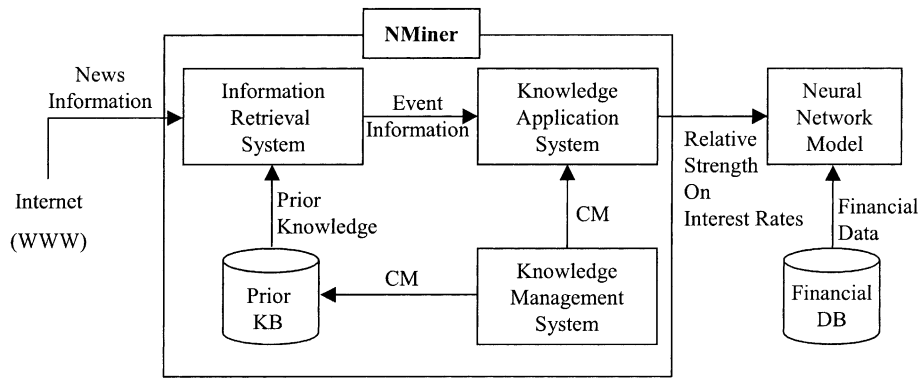 NMiner
News
Information
Information
Retrieval
System
Event
Information
Knowledge
Application
System
Neural
Network
Model
Relative
Strength
On
Interest Rates
Internet
(WWW)
Prior
Knowledge
CM
Financial
Data
Prior
KB
CM
Knowledge
Management
System
Financial
DB